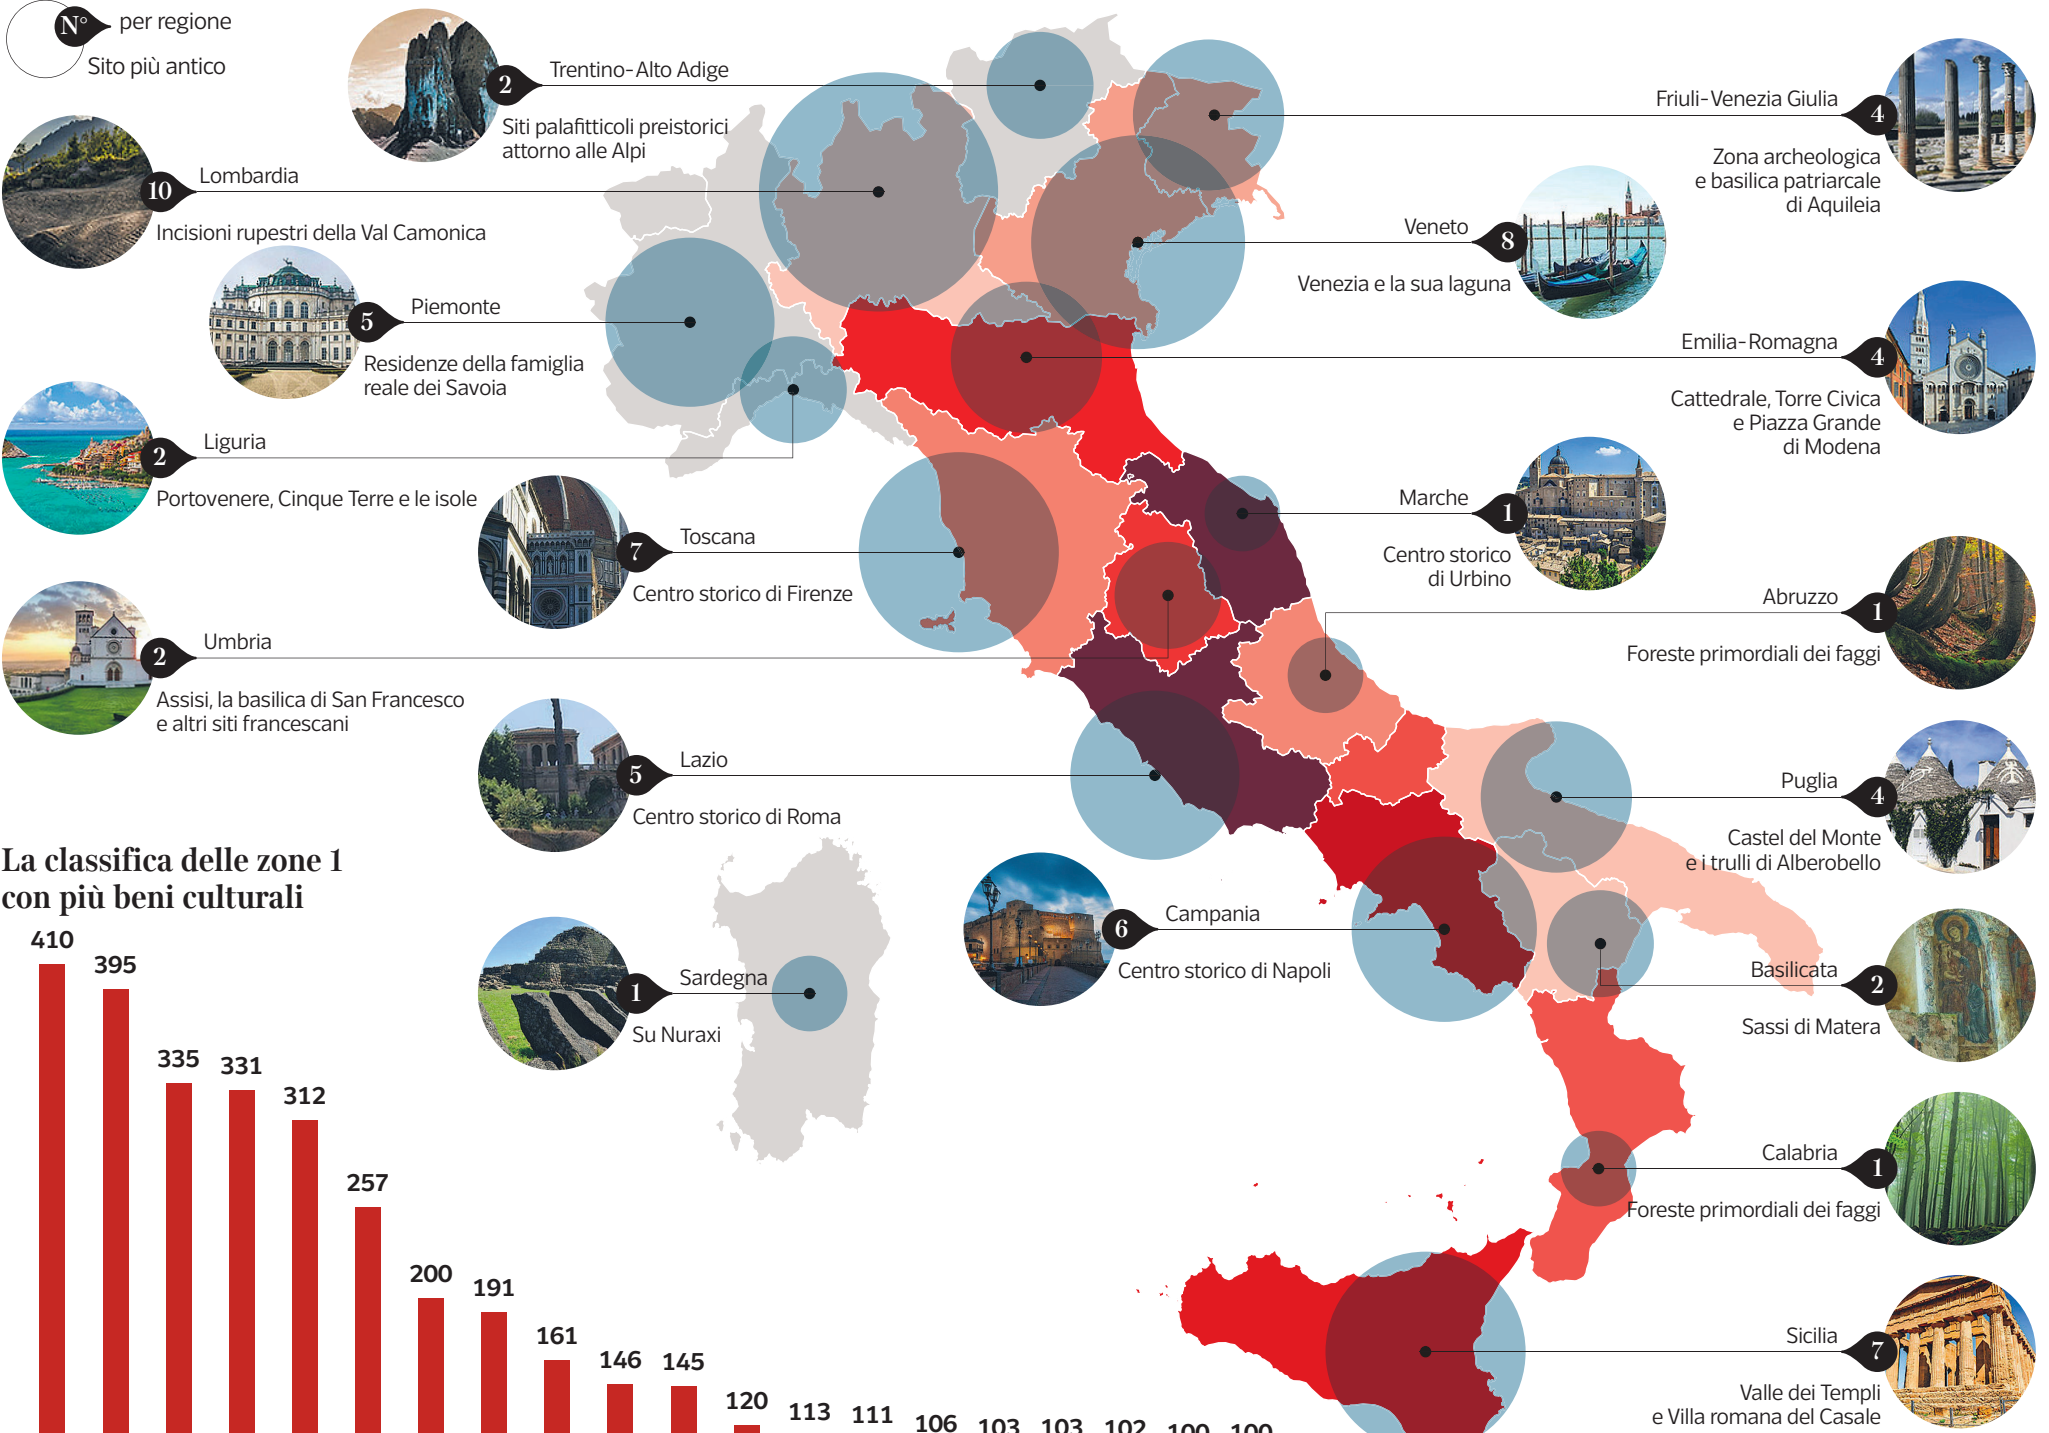 N° per regione
Sito più antico
2 Trentino-Alto Adige
Siti palafitticoli preistorici
attorno alle Alpi
10 Lombardia
Incisioni rupestri della Val Camonica
5 Piemonte
Residenze della famiglia
reale dei Savoia
2 Liguria
Portovenere, Cinque Terre e le isole
7 Toscana
Centro storico di Firenze
2 Umbria
Assisi, la basilica di San Francesco
e altri siti francescani
5 Lazio
Centro storico di Roma
1 Sardegna
Su Nuraxi
6 Campania
Centro storico di Napoli
Friuli-Venezia Giulia 4
Zona archeologica
e basilica patriarcale
di Aquileia
Veneto 8
Venezia e la sua laguna
Emilia-Romagna 4
Cattedrale, Torre Civica
e Piazza Grande
di Modena
Marche 1
Centro storico
di Urbino
Abruzzo 1
Foreste primordiali dei faggi
Puglia 4
Castel del Monte
e i trulli di Alberobello
Basilicata 2
Sassi di Matera
Calabria 1
Foreste primordiali dei faggi
Sicilia 7
Valle dei Templi
e Villa romana del Casale
La classifica delle zone 1
con più beni culturali
410
395
335
331
312
257
200
191
161
146
145
120
113
111
106
103
103
102
100
100